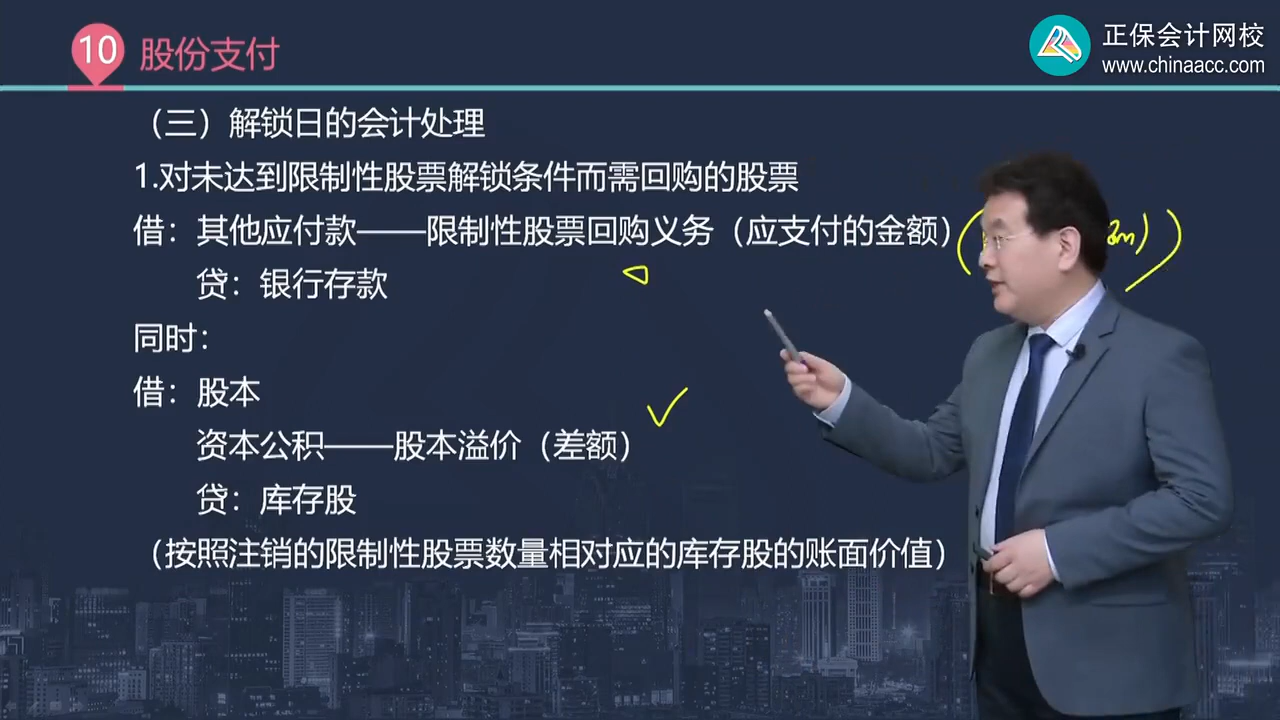 10 股份支付
正保会计网校
www.chinaacc.com
（三）解锁日的会计处理
1.对未达到限制性股票解锁条件而需回购的股票
借：其他应付款——限制性股票回购义务（应支付的金额）
贷：银行存款
同时：
借：股本
资本公积——股本溢价（差额）
贷：库存股
（按照注销的限制性股票数量相对应的库存股的账面价值）